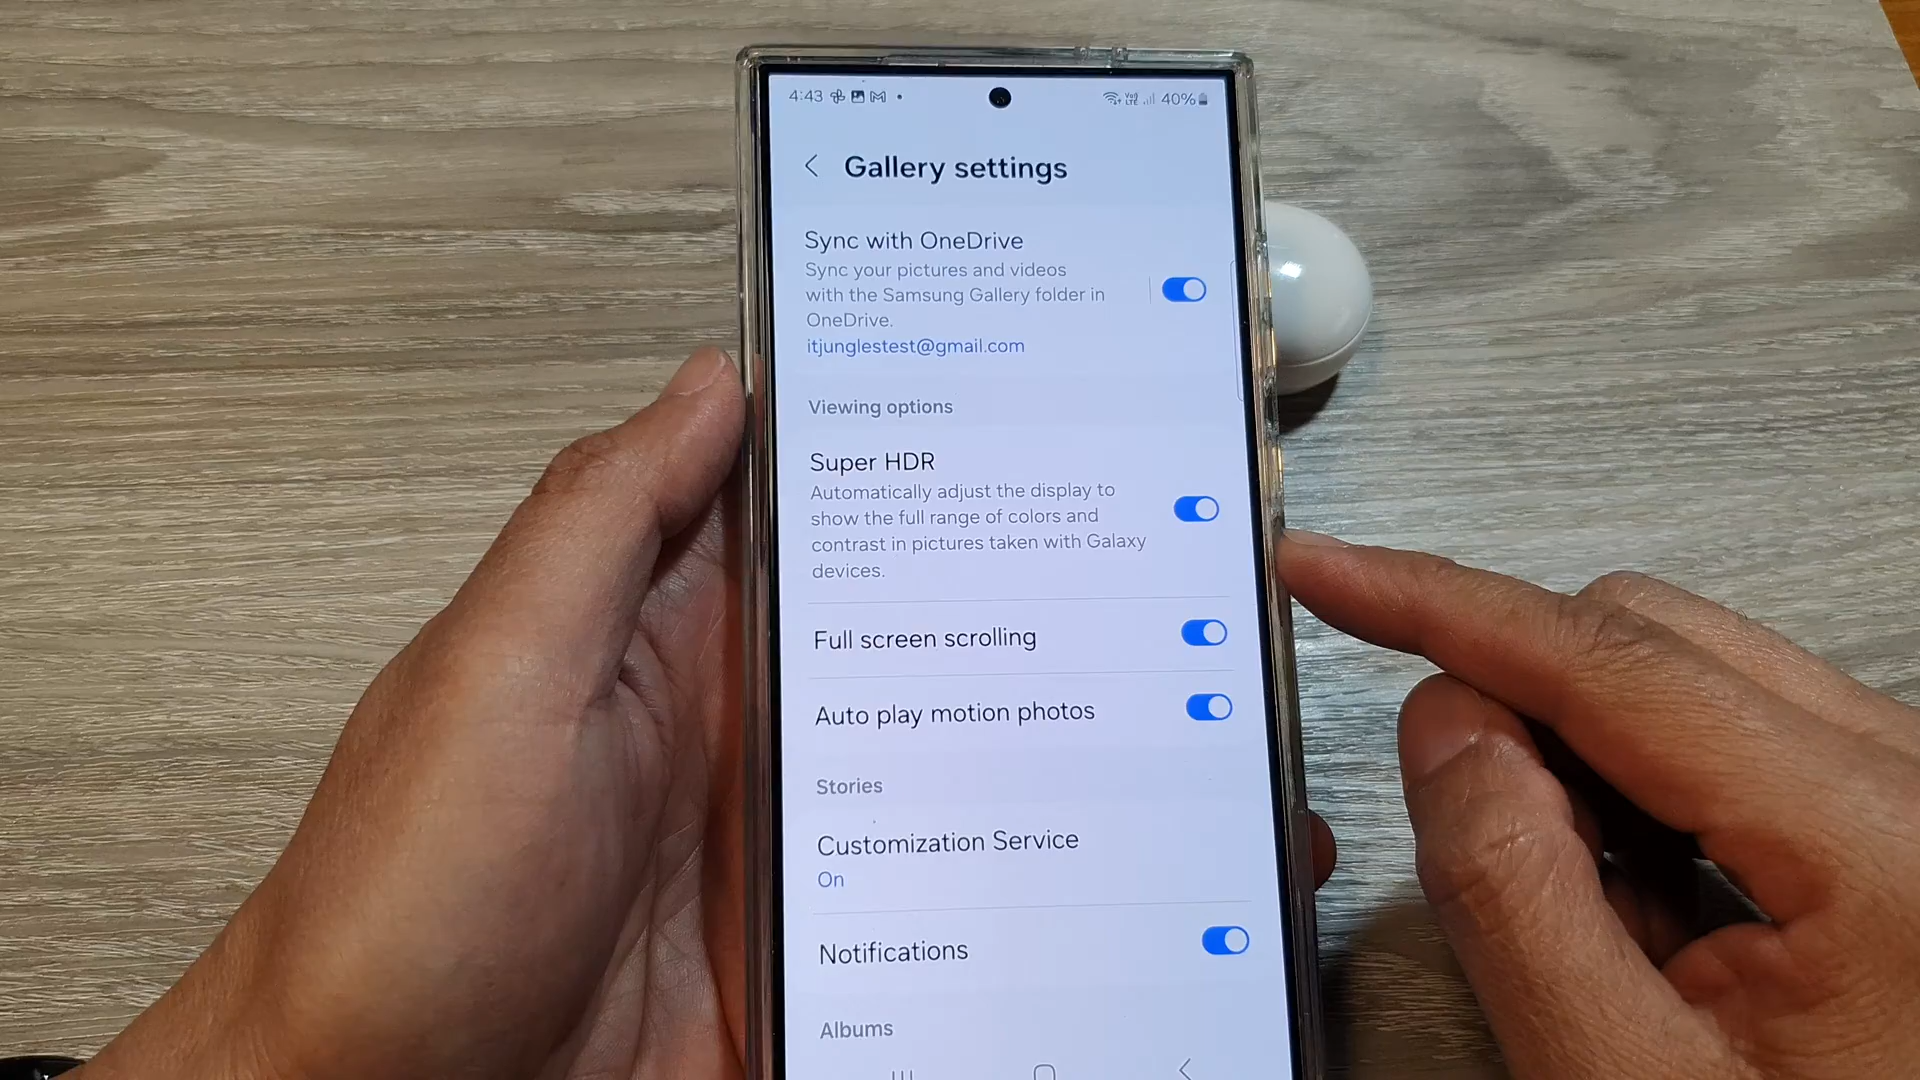 4:43
Vo) LTE 40%
Gallery settings
Sync with OneDrive
Sync your pictures and videos
with the Samsung Gallery folder in
OneDrive.
itjunglestest@gmail.com
Viewing options
Super HDR
Automatically adjust the display to
show the full range of colors and
contrast in pictures taken with Galaxy
devices.
Full screen scrolling
Auto play motion photos
Stories
Customization Service
On
Notifications
Albums